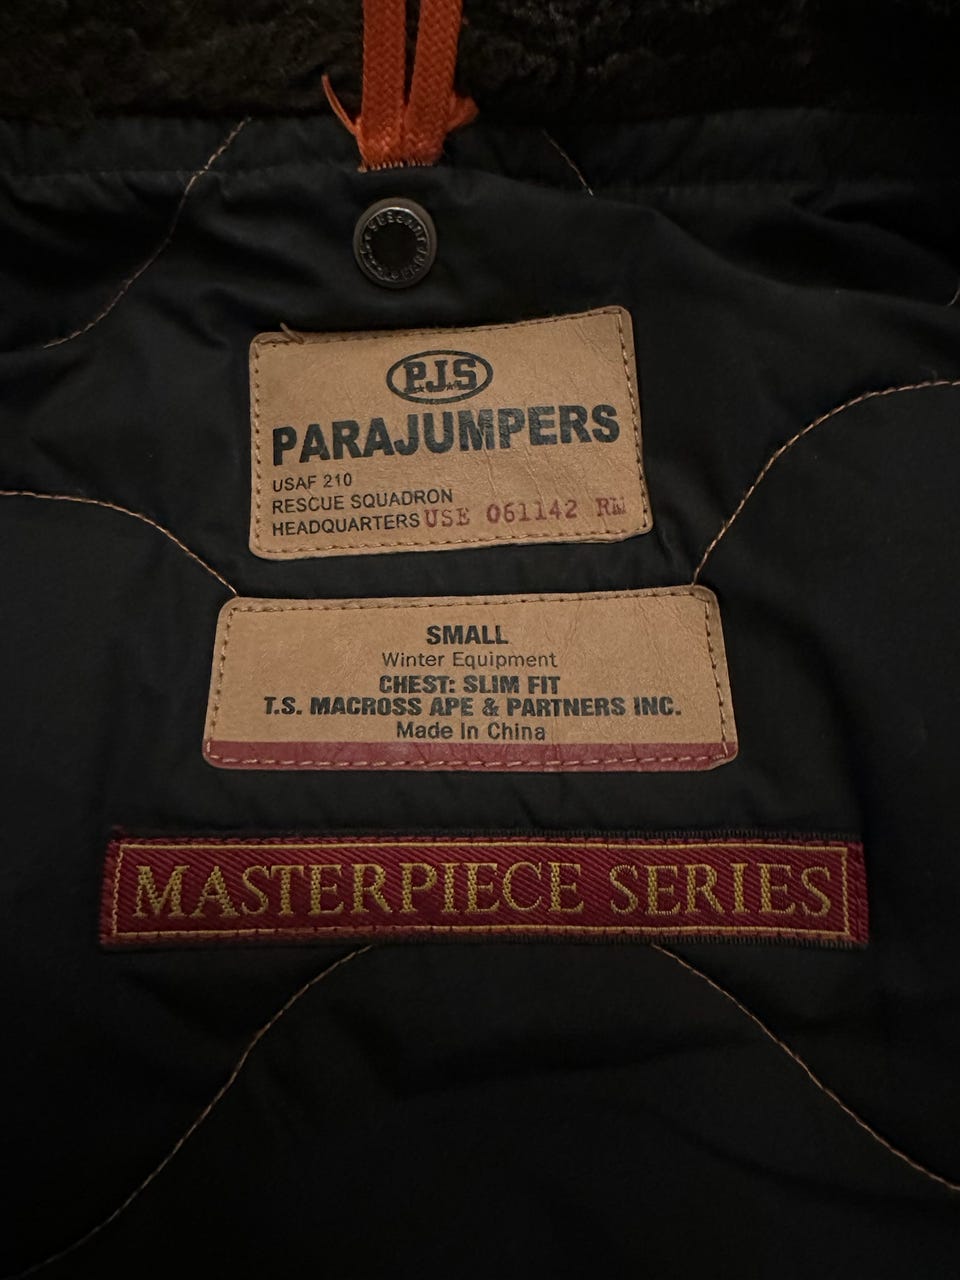 P.J.S
PARAJUMPERS
USAF 210
RESCUE SQUADRON
HEADQUARTERS USE 061142 RM
SMALL
Winter Equipment
CHEST: SLIM FIT
T.S. MACROSS APE & PARTNERS INC.
Made In China
MASTERPIECE SERIES